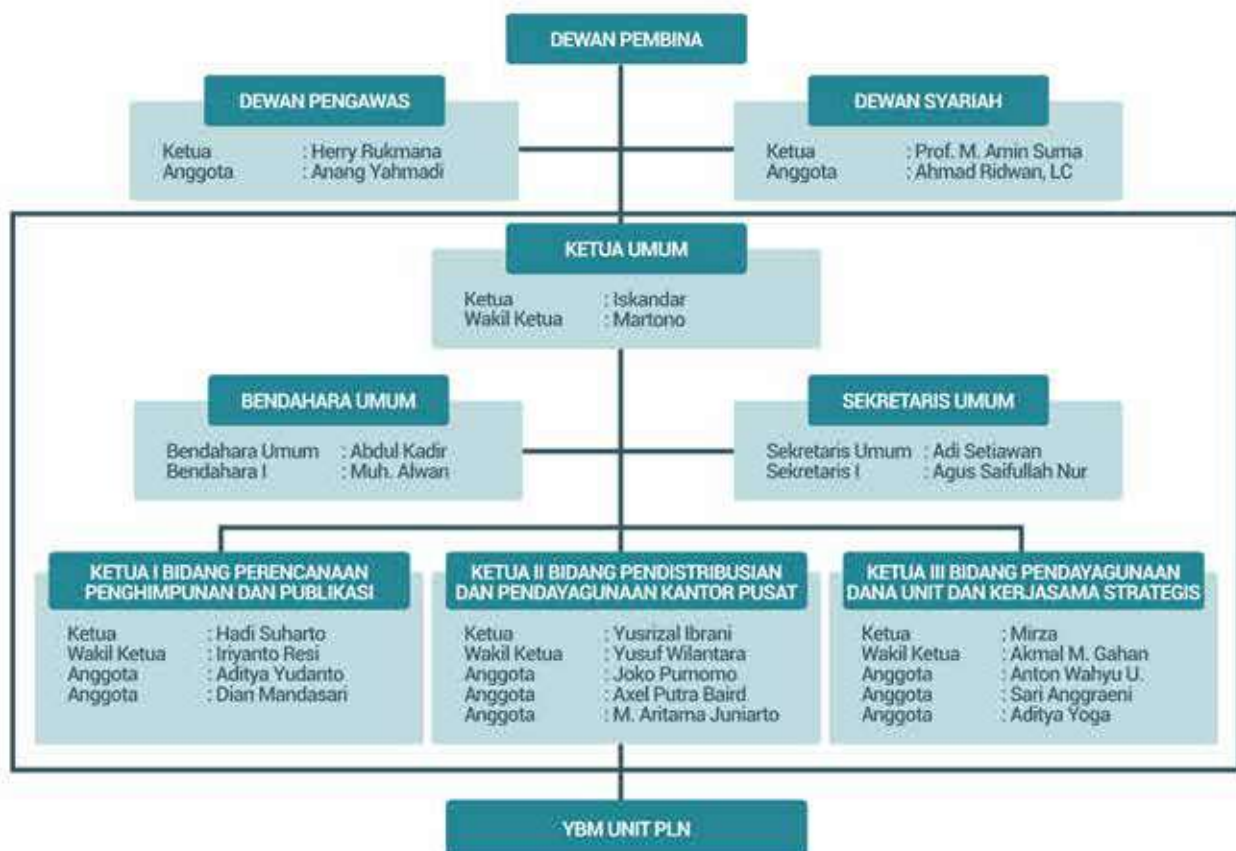 DEWAN PEMBINA
DEWAN PENGAWAS
Ketua : Herry Rukmana
Anggota : Anang Yahmadi
DEWAN SYARIAH
Ketua : Prof. M. Amin Suma
Anggota : Ahmad Ridwan, LC
KETUA UMUM
Ketua : Iskandar
Wakil Ketua : Martono
BENDAHARA UMUM
Bendahara Umum : Abdul Kadir
Bendahara I : Muh. Alwan
SEKRETARIS UMUM
Sekretaris Umum : Adi Setiawan
Sekretaris I : Agus Saifullah Nur
KETUA I BIDANG PERENCANAAN
PENGHIMPUNAN DAN PUBLIKASI
Ketua : Hadi Suharto
Wakil Ketua : Iriyanto Resi
Anggota : Aditya Yudanto
Anggota : Dian Mandasari
KETUA II BIDANG PENDISTRIBUSIAN
DAN PENDAYAGUNAAN KANTOR PUSAT
Ketua : Yusrizal Ibrani
Wakil Ketua : Yusuf Wilantara
Anggota : Joko Purnomo
Anggota : Axel Putra Baird
Anggota : M. Aritama Juniarto
KETUA III BIDANG PENDAYAGUNAAN
DANA UNIT DAN KERJASAMA STRATEGIS
Ketua : Mirza
Wakil Ketua : Akmal M. Gahan
Anggota : Anton Wahyu U.
Anggota : Sari Anggraeni
Anggota : Aditya Yoga
YBM UNIT PLN